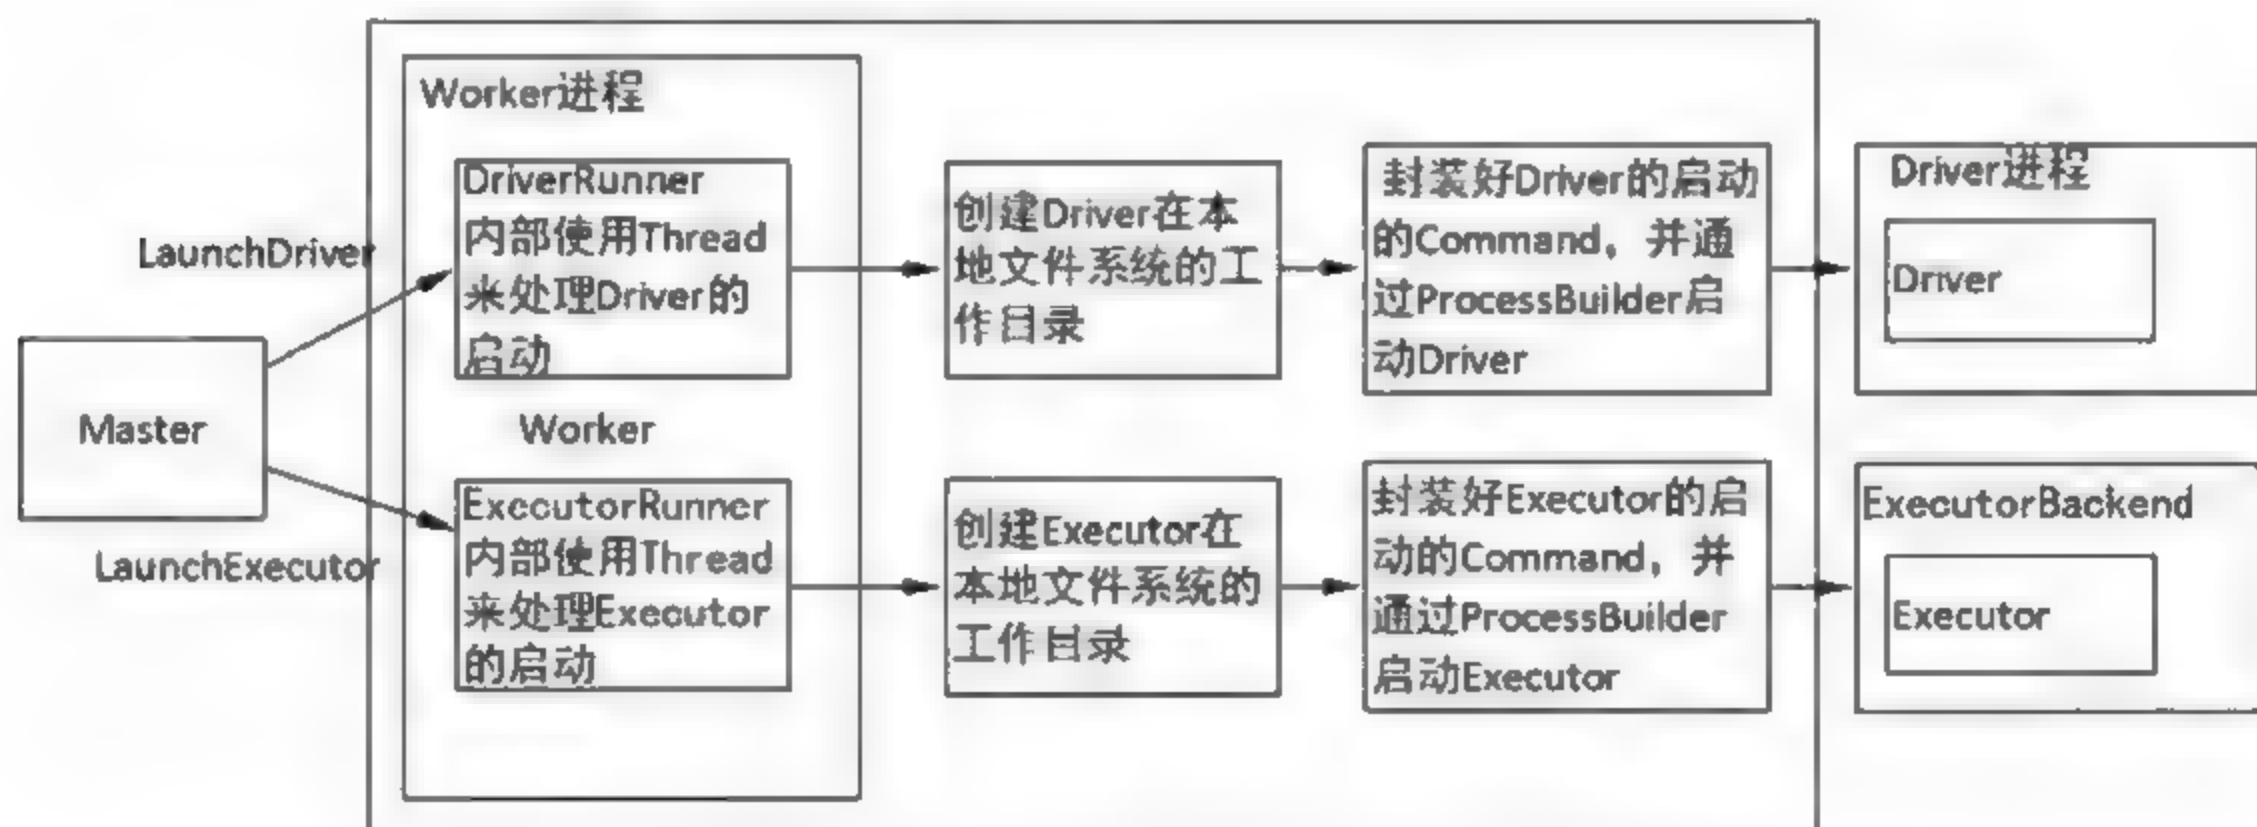 Worker进程
DriverRunner
内部使用Thread
来处理Driver的
启动
LaunchDriver
创建Driver在本
地文件系统的工
作目录
封装好Driver的启动
的Command，并通
过ProcessBuilder启
动Driver
Driver进程
Driver
Master
Worker
LaunchExecutor
ExecutorRunner
内部使用Thread
来处理Executor
的启动
创建Executor在
本地文件系统的
工作目录
封装好Executor的启
动的Command，并
通过ProcessBuilder
启动Executor
ExecutorBackend
Executor